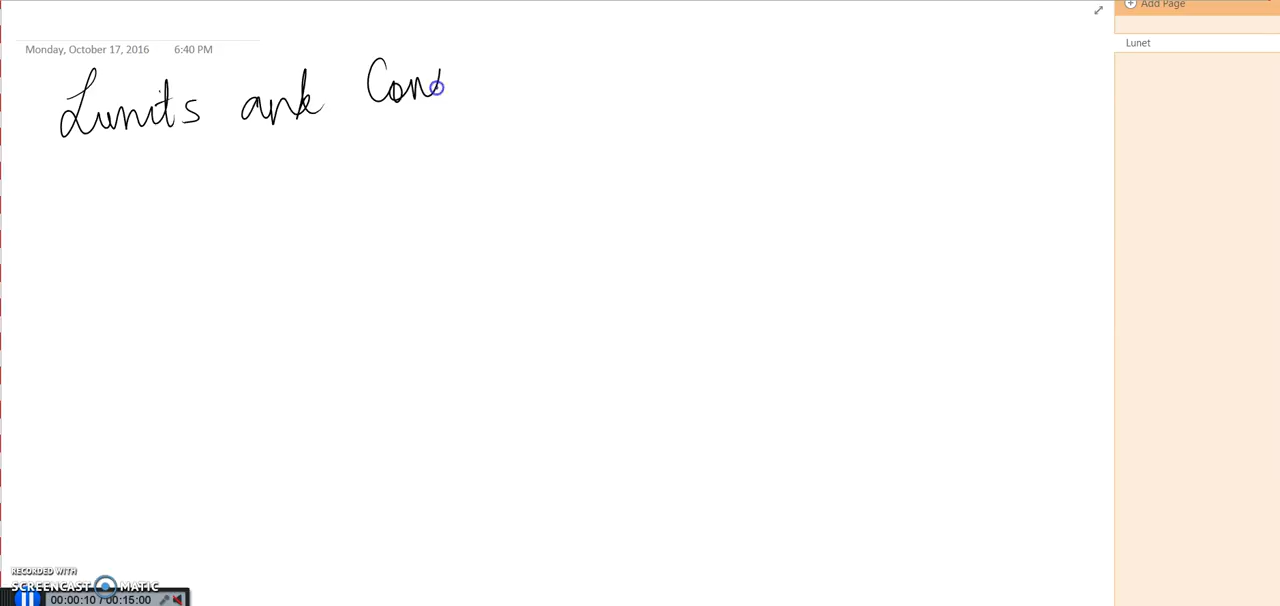 Add Page
Monday, October 17, 2016 6:40 PM
Lunet
Limits and Con
RECORDED WITH
SCREENCAST MATIC
00:00:10 / 00:15:00